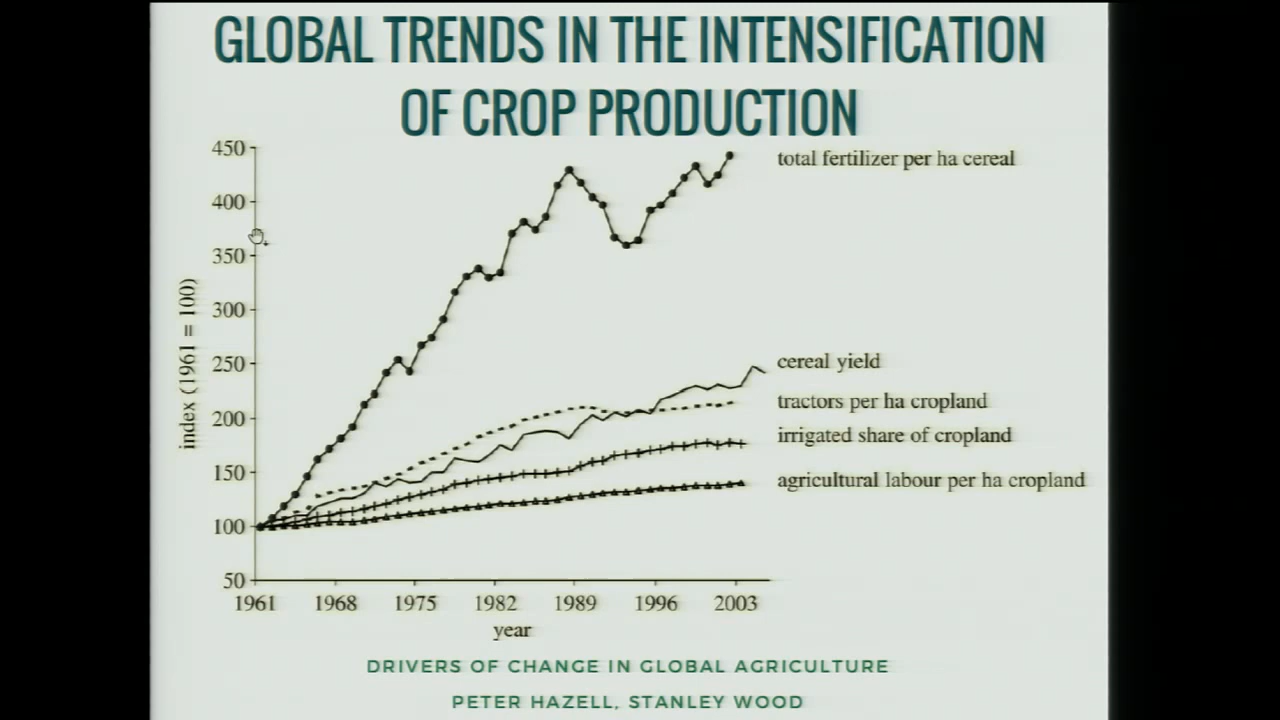 GLOBAL TRENDS IN THE INTENSIFICATION
OF CROP PRODUCTION
450
400
350
300
250
200
150
100
50
index (1961 = 100)
total fertilizer per ha cereal
cereal yield
tractors per ha cropland
irrigated share of cropland
agricultural labour per ha cropland
1961 1968 1975 1982 1989 1996 2003
year
DRIVERS OF CHANGE IN GLOBAL AGRICULTURE
PETER HAZELL, STANLEY WOOD